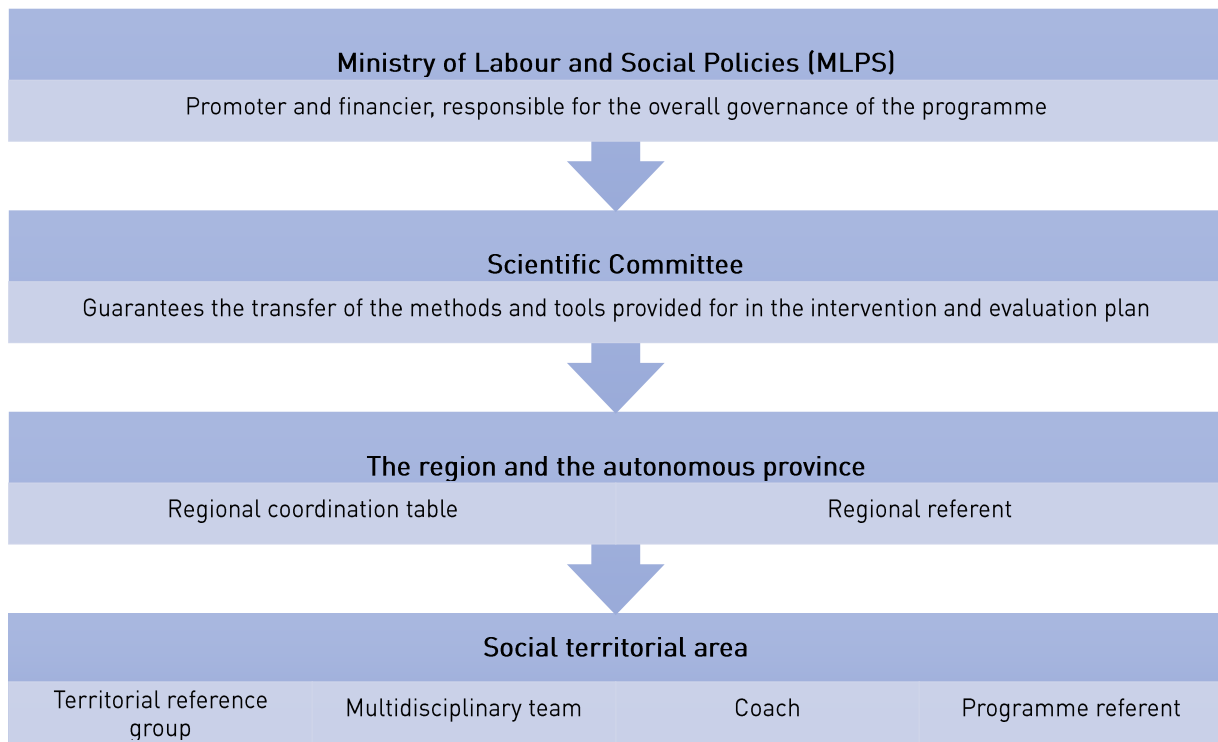 Ministry of Labour and Social Policies (MLPS)
Promoter and financier, responsible for the overall governance of the programme
Scientific Committee
Guarantees the transfer of the methods and tools provided for in the intervention and evaluation plan
The region and the autonomous province
Regional coordination table
Regional referent
Social territorial area
Territorial reference
group
Multidisciplinary team
Coach
Programme referent